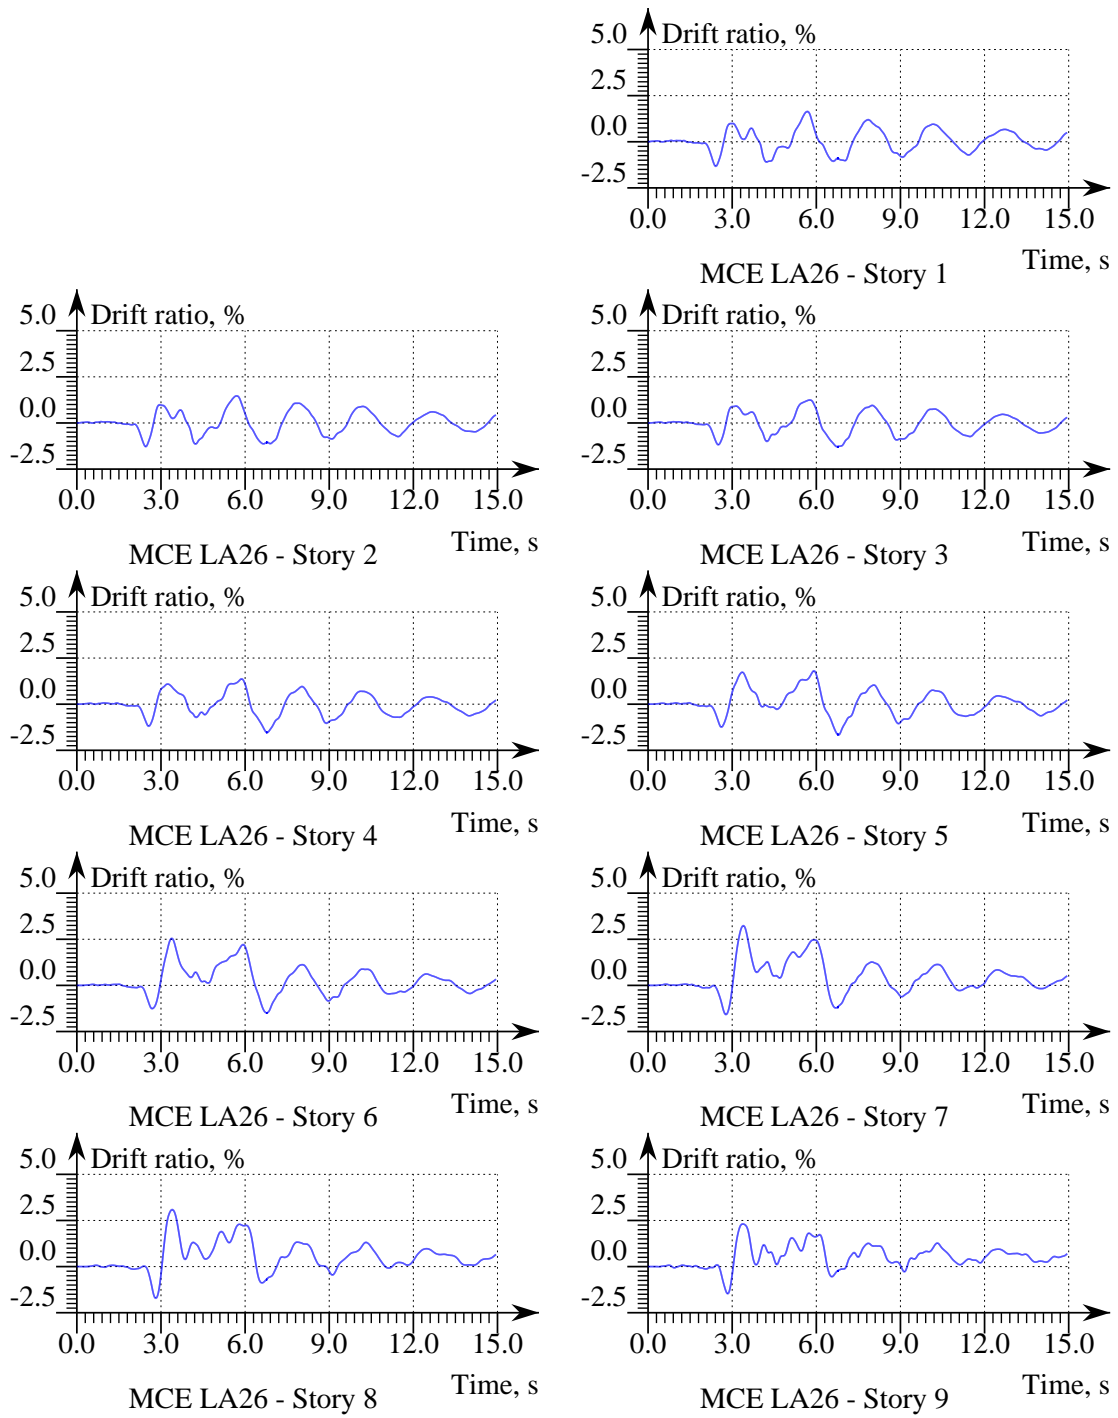 5.0 Drift ratio, %
2.5
0.0
-2.5
0.0 3.0 6.0 9.0 12.0 15.0
Time, s
MCE LA26 - Story 1
5.0 Drift ratio, %
2.5
0.0
-2.5
0.0 3.0 6.0 9.0 12.0 15.0
Time, s
MCE LA26 - Story 2
5.0 Drift ratio, %
2.5
0.0
-2.5
0.0 3.0 6.0 9.0 12.0 15.0
Time, s
MCE LA26 - Story 3
5.0 Drift ratio, %
2.5
0.0
-2.5
0.0 3.0 6.0 9.0 12.0 15.0
Time, s
MCE LA26 - Story 4
5.0 Drift ratio, %
2.5
0.0
-2.5
0.0 3.0 6.0 9.0 12.0 15.0
Time, s
MCE LA26 - Story 5
5.0 Drift ratio, %
2.5
0.0
-2.5
0.0 3.0 6.0 9.0 12.0 15.0
Time, s
MCE LA26 - Story 6
5.0 Drift ratio, %
2.5
0.0
-2.5
0.0 3.0 6.0 9.0 12.0 15.0
Time, s
MCE LA26 - Story 7
5.0 Drift ratio, %
2.5
0.0
-2.5
0.0 3.0 6.0 9.0 12.0 15.0
Time, s
MCE LA26 - Story 8
5.0 Drift ratio, %
2.5
0.0
-2.5
0.0 3.0 6.0 9.0 12.0 15.0
Time, s
MCE LA26 - Story 9